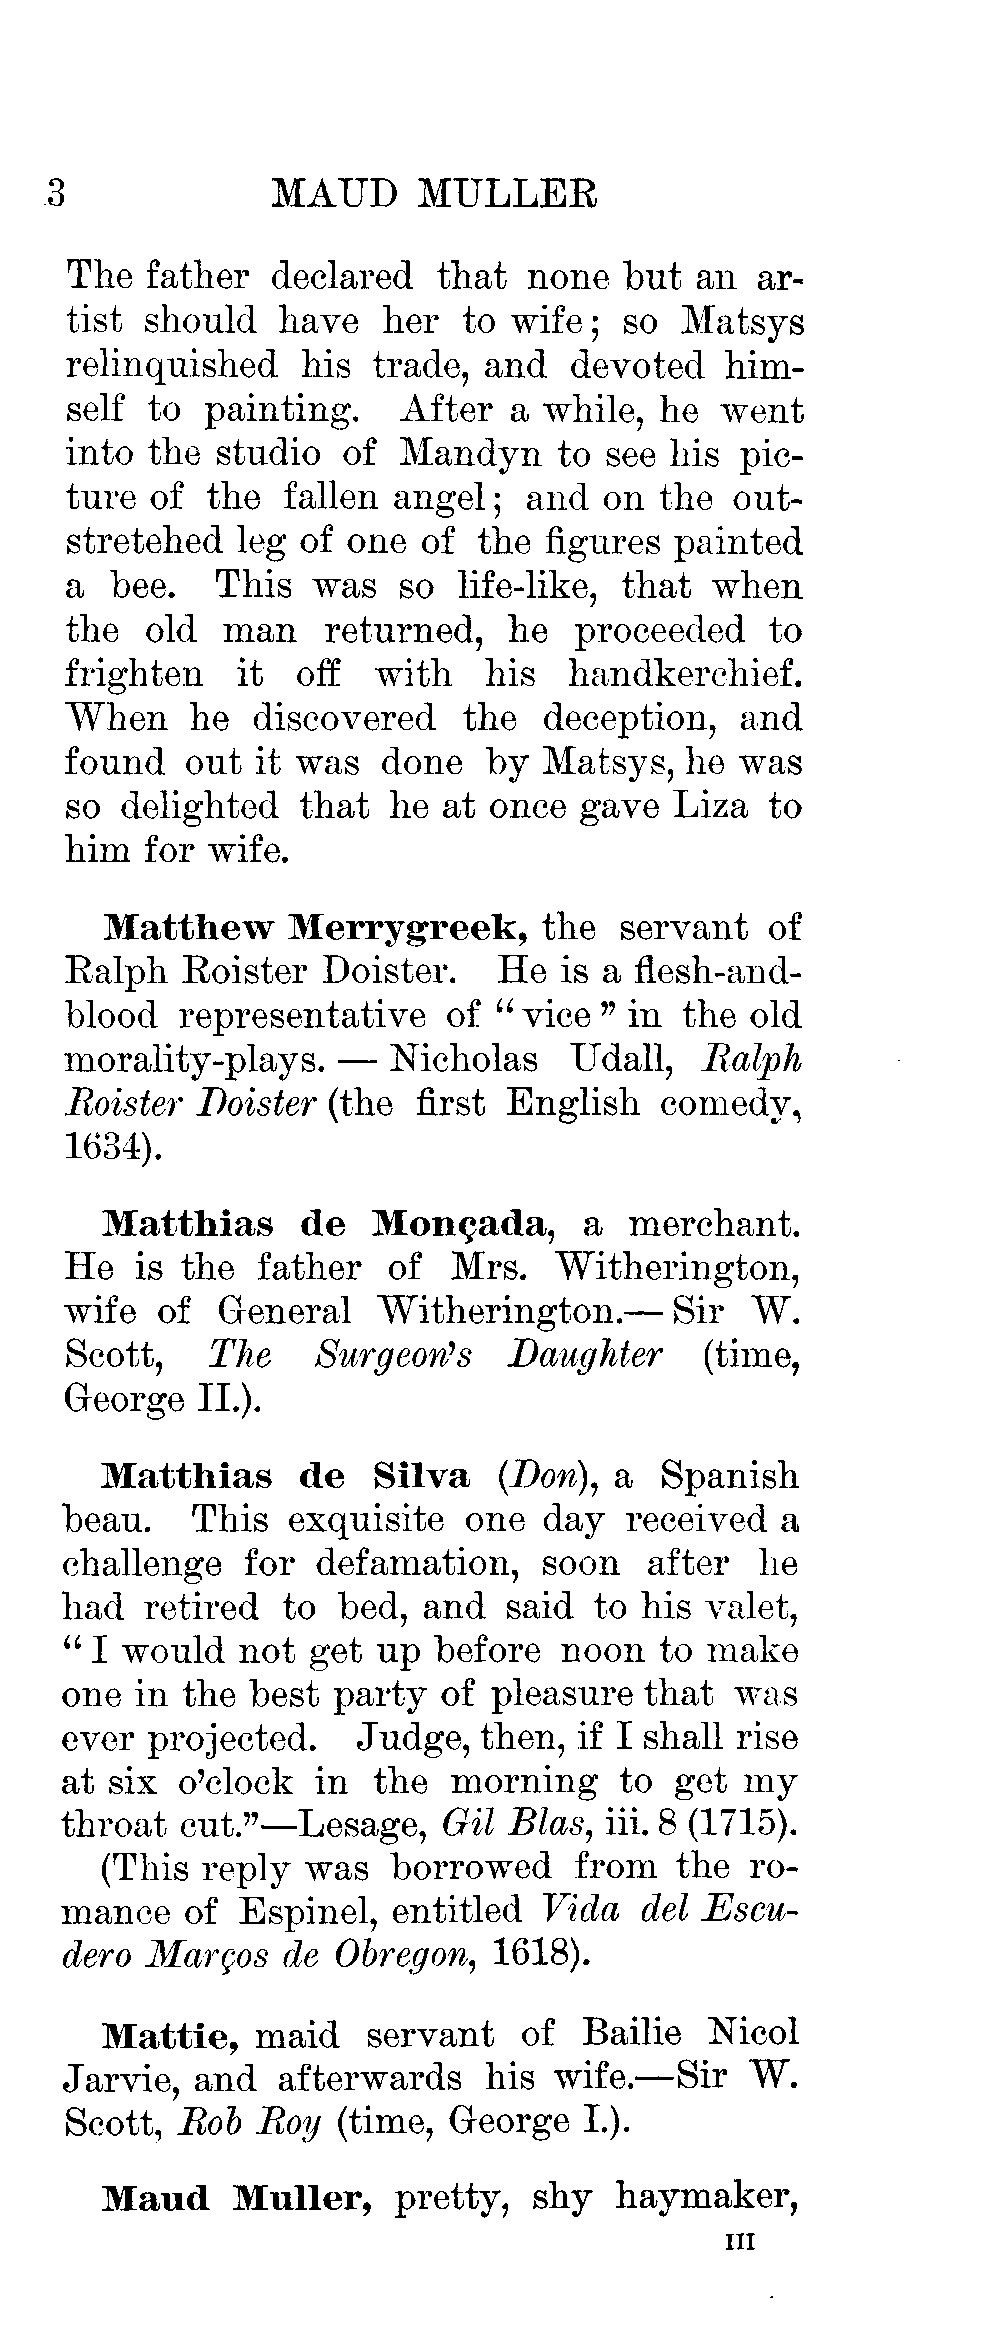 3 MAUD MULLER
The father declared that none but an ar-
tist should have her to wife; so Matsys
relinquished his trade, and devoted him-
self to painting. After a while, he went
into the studio of Mandyn to see his pic-
ture of the fallen angel; and on the out-
stretehed leg of one of the figures painted
a bee. This was so life-like, that when
the old man returned, he proceeded to
frighten it off with his handkerchief.
When he discovered the deception, and
found out it was done by Matsys, he was
so delighted that he at once gave Liza to
him for wife.
Matthew Merrygreek, the servant of
Ralph Roister Doister. He is a flesh-and-
blood representative of “vice” in the old
morality-plays. — Nicholas Udall, Ralph
Roister Doister (the first English comedy,
1634).
Matthias de Monçada, a merchant.
He is the father of Mrs. Witherington,
wife of General Witherington.— Sir W.
Scott, The Surgeon's Daughter (time,
George II.).
Matthias de Silva (Don), a Spanish
beau. This exquisite one day received a
challenge for defamation, soon after he
had retired to bed, and said to his valet,
“I would not get up before noon to make
one in the best party of pleasure that was
ever projected. Judge, then, if I shall rise
at six o'clock in the morning to get my
throat cut.”—Lesage, Gil Blas, iii. 8 (1715).
(This reply was borrowed from the ro-
mance of Espinel, entitled Vida del Escu-
dero Marços de Obregon, 1618).
Mattie, maid servant of Bailie Nicol
Jarvie, and afterwards his wife.—Sir W.
Scott, Rob Roy (time, George I.).
Maud Muller, pretty, shy haymaker,
III